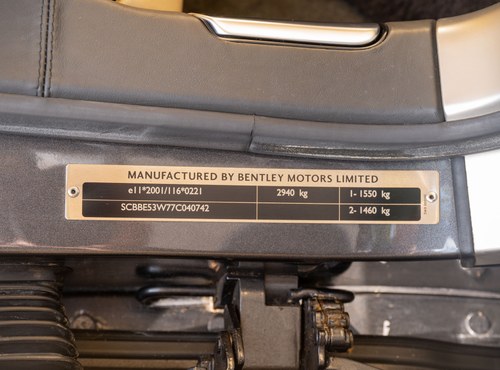 MANUFACTURED BY BENTLEY MOTORS LIMITED
e11*2001/116*0221 2940 kg 1- 1550 kg
SCBBE53W77C040742 2- 1460 kg